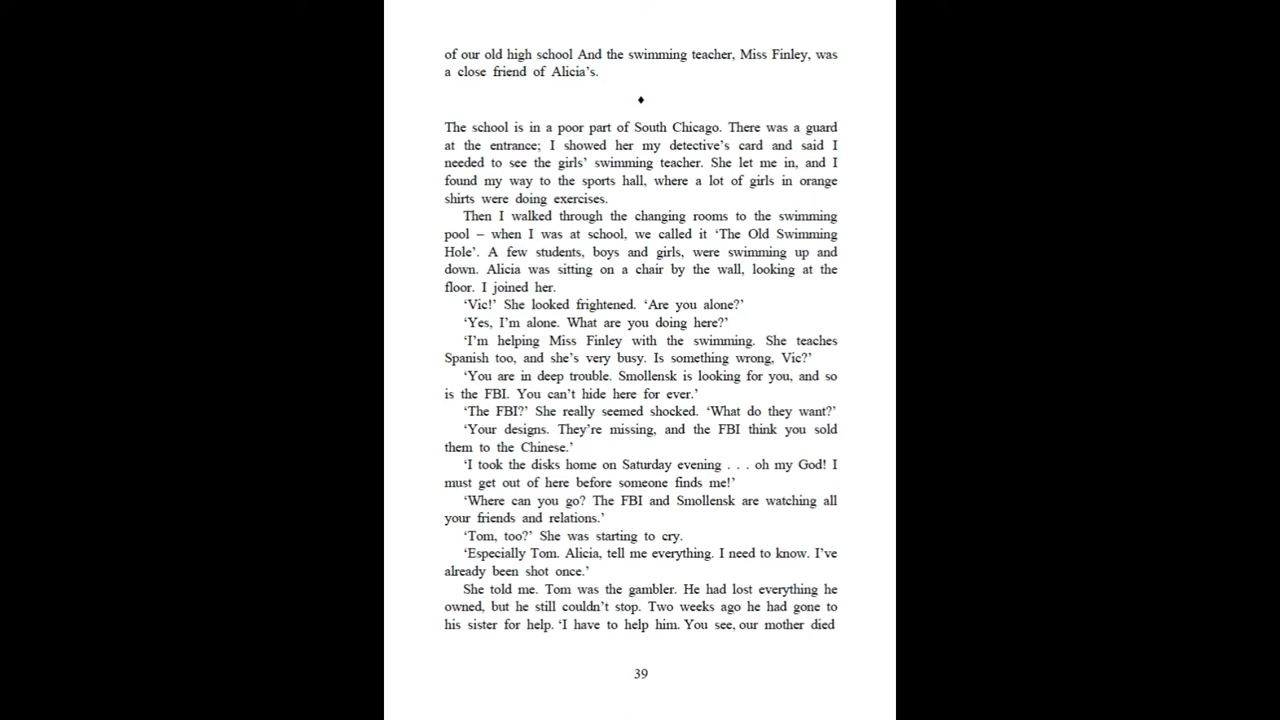 of our old high school And the swimming teacher, Miss Finley, was
a close friend of Alicia's.
♦
The school is in a poor part of South Chicago. There was a guard
at the entrance; I showed her my detective's card and said I
needed to see the girls' swimming teacher. She let me in, and I
found my way to the sports hall, where a lot of girls in orange
shirts were doing exercises.
Then I walked through the changing rooms to the swimming
pool – when I was at school, we called it 'The Old Swimming
Hole'. A few students, boys and girls, were swimming up and
down. Alicia was sitting on a chair by the wall, looking at the
floor. I joined her.
'Vic!' She looked frightened. 'Are you alone?'
'Yes, I'm alone. What are you doing here?'
'I'm helping Miss Finley with the swimming. She teaches
Spanish too, and she's very busy. Is something wrong, Vic?'
'You are in deep trouble. Smollensk is looking for you, and so
is the FBI. You can't hide here for ever.'
'The FBI?' She really seemed shocked. 'What do they want?'
'Your designs. They're missing, and the FBI think you sold
them to the Chinese.'
'I took the disks home on Saturday evening . . . oh my God! I
must get out of here before someone finds me!'
'Where can you go? The FBI and Smollensk are watching all
your friends and relations.'
'Tom, too?' She was starting to cry.
'Especially Tom. Alicia, tell me everything. I need to know. I've
already been shot once.'
She told me. Tom was the gambler. He had lost everything he
owned, but he still couldn't stop. Two weeks ago he had gone to
his sister for help. 'I have to help him. You see, our mother died
39